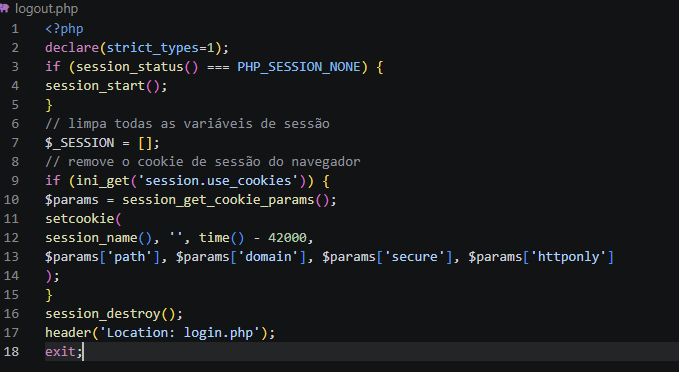 logout.php
1 <?php
2 declare(strict_types=1);
3 if (session_status() === PHP_SESSION_NONE) {
4 session_start();
5 }
6 // limpa todas as variáveis de sessão
7 $_SESSION = [];
8 // remove o cookie de sessão do navegador
9 if (ini_get('session.use_cookies')) {
10 $params = session_get_cookie_params();
11 setcookie(
12 session_name(), '', time() - 42000,
13 $params['path'], $params['domain'], $params['secure'], $params['httponly']
14 );
15 }
16 session_destroy();
17 header('Location: login.php');
18 exit;